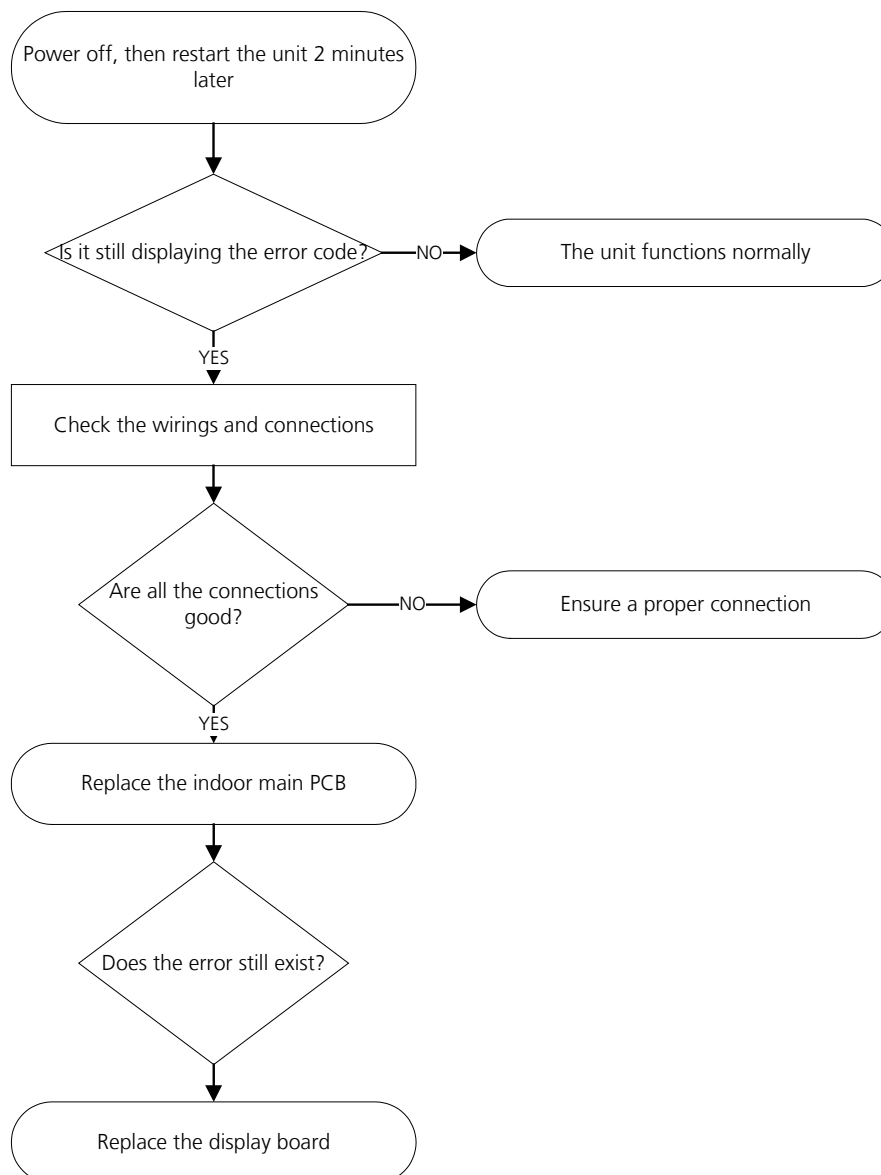 Power off, then restart the unit 2 minutes
later
Is it still displaying the error code?
NO
The unit functions normally
YES
Check the wirings and connections
Are all the connections
good?
NO
Ensure a proper connection
YES
Replace the indoor main PCB
Does the error still exist?
Replace the display board